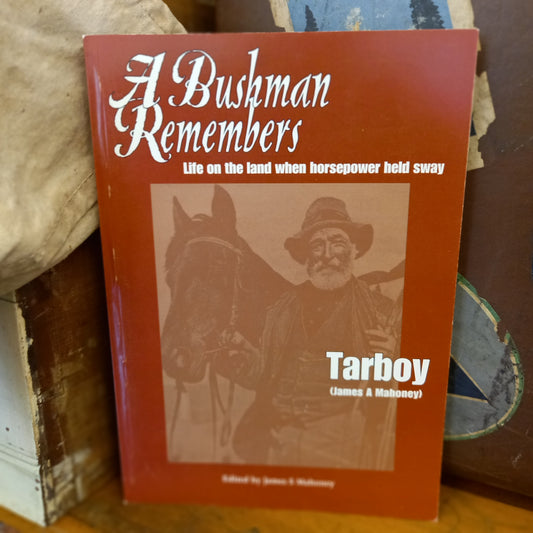 A Bushman
Remembers
Life on the land when horsepower held sway
Tarboy
(James A Mahoney)
Edited by James S Mahoney